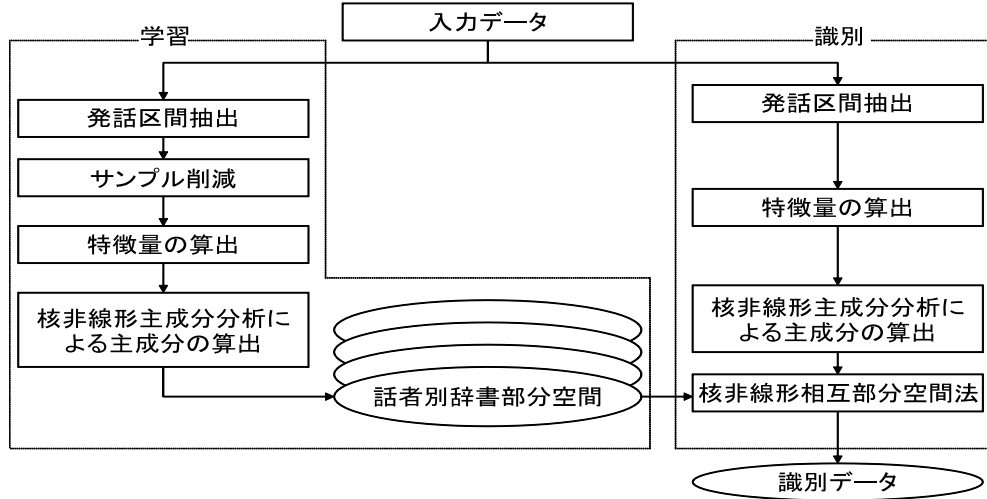 入力データ
学習
発話区間抽出
サンプル削減
特徴量の算出
核非線形主成分分析に
よる主成分の算出
話者別辞書部分空間
識別
発話区間抽出
特徴量の算出
核非線形主成分分析に
よる主成分の算出
核非線形相互部分空間法
識別データ